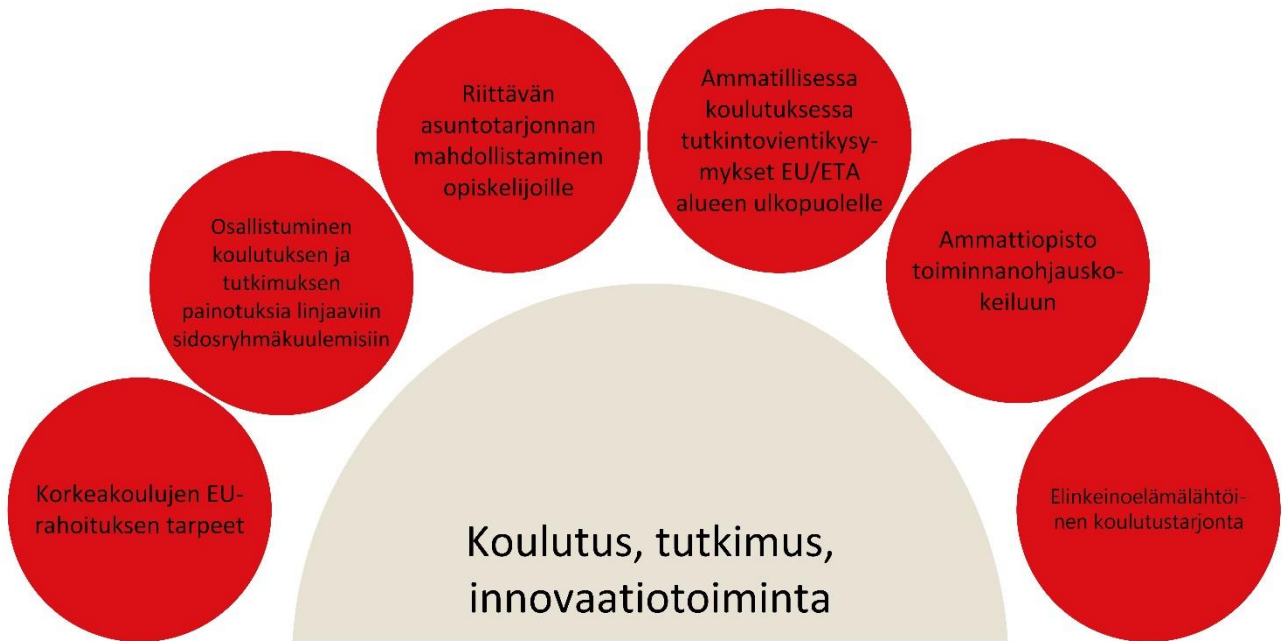 Korkeakoulujen EU-
rahoituksen tarpeet
Osallistuminen
koulutuksen ja
tutkimuksen
painotuksia linjaaviin
sidosryhmäkuulemisiin
Riittävän
asuntotarjonnan
mahdollistaminen
opiskelijoille
Ammatillisessa
koulutuksessa
tutkintovientikysy-
mykset EU/ETA
alueen ulkopuolelle
Ammattiopisto
toiminnanohjausko-
keiluun
Elinkeinoelämälähtöi-
nen koulutustarjonta
Koulutus, tutkimus,
innovaatiotoiminta